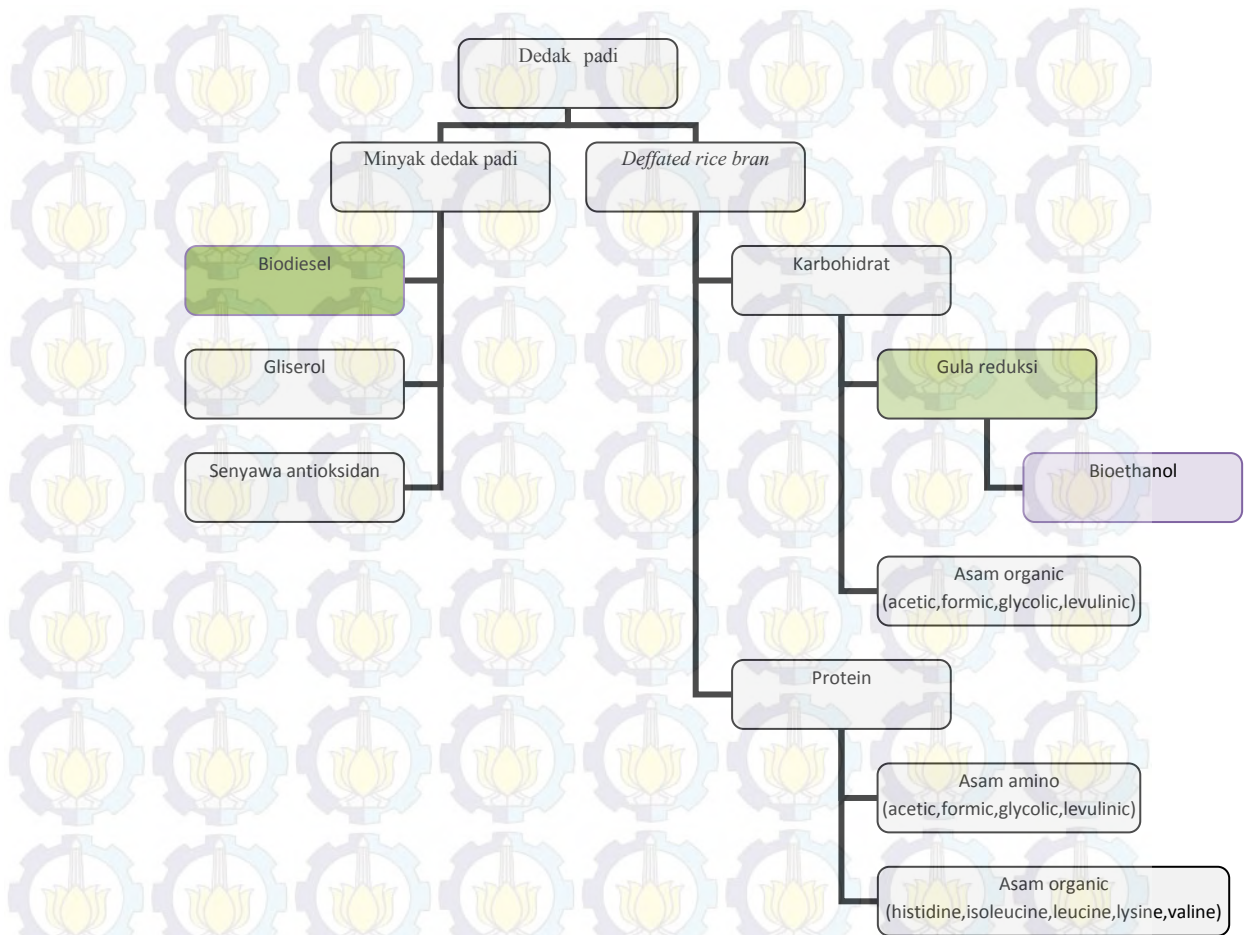 Dedak padi
Minyak dedak padi
Deffated rice bran
Biodiesel
Gliserol
Senyawa antioksidan
Karbohidrat
Gula reduksi
Bioethanol
Asam organic
(acetic,formic,glycolic,levulinic)
Protein
Asam amino
(acetic,formic,glycolic,levulinic)
Asam organic
(histidine,isoleucine,leucine,lysine,valine)